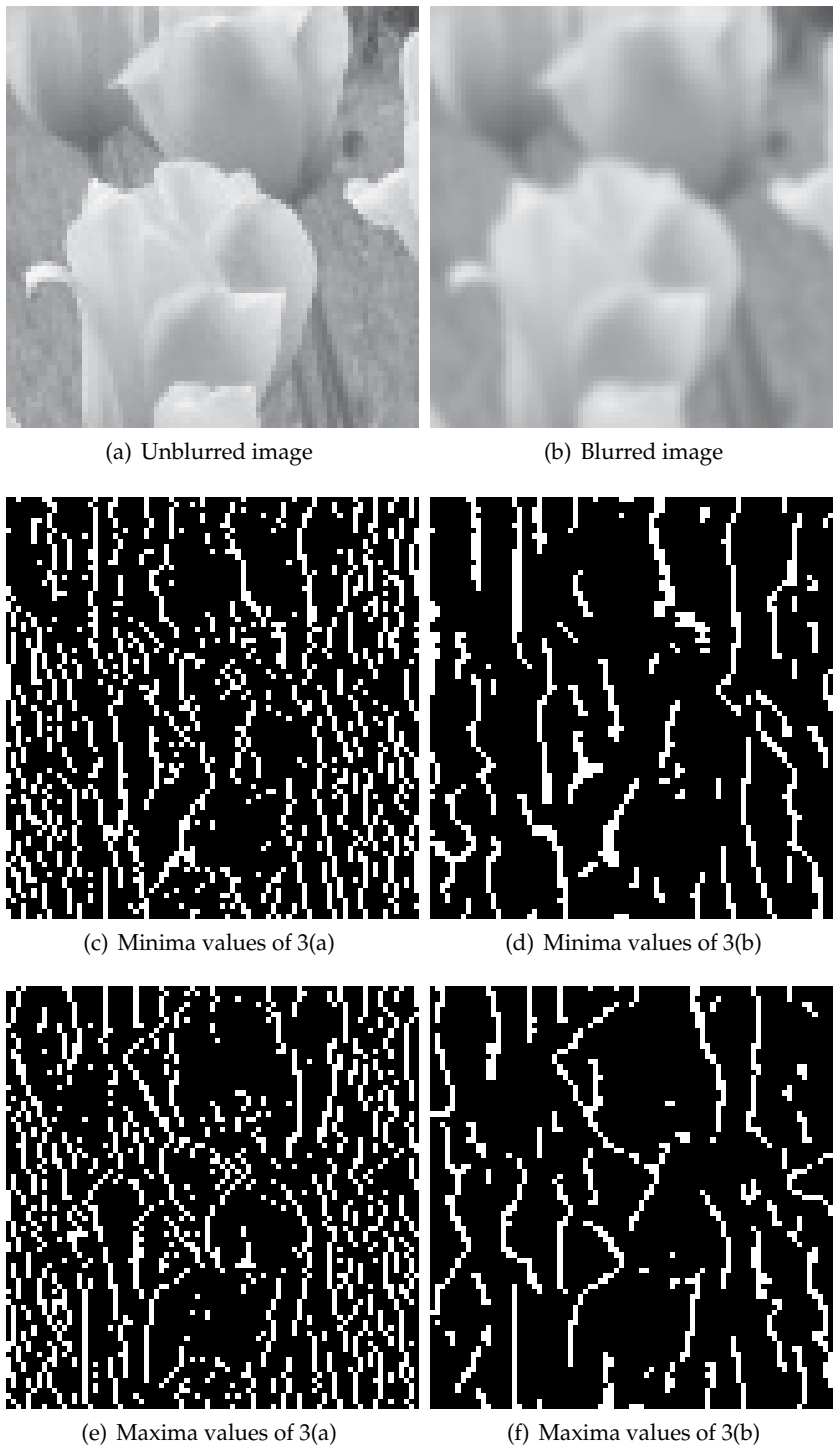 (a) Unblurred image
(b) Blurred image
(c) Minima values of 3(a)
(d) Minima values of 3(b)
(e) Maxima values of 3(a)
(f) Maxima values of 3(b)